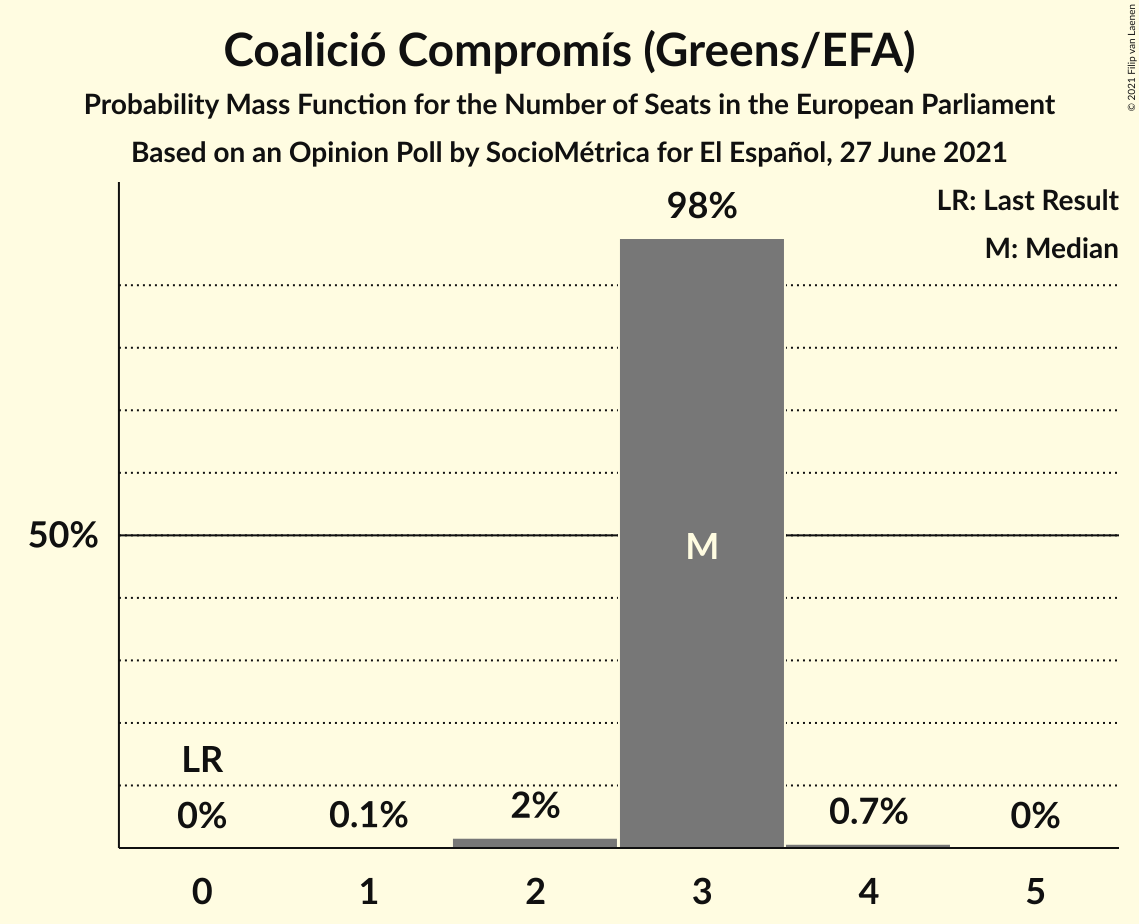 Coalició Compromís (Greens/EFA)
Probability Mass Function for the Number of Seats in the European Parliament
Based on an Opinion Poll by SocioMétrica for El Español, 27 June 2021
© 2021 Filip van Laenen
98%
LR: Last Result
M: Median
50%
M
LR
0%
0.1%
2%
0.7%
0%
0
1
2
3
4
5